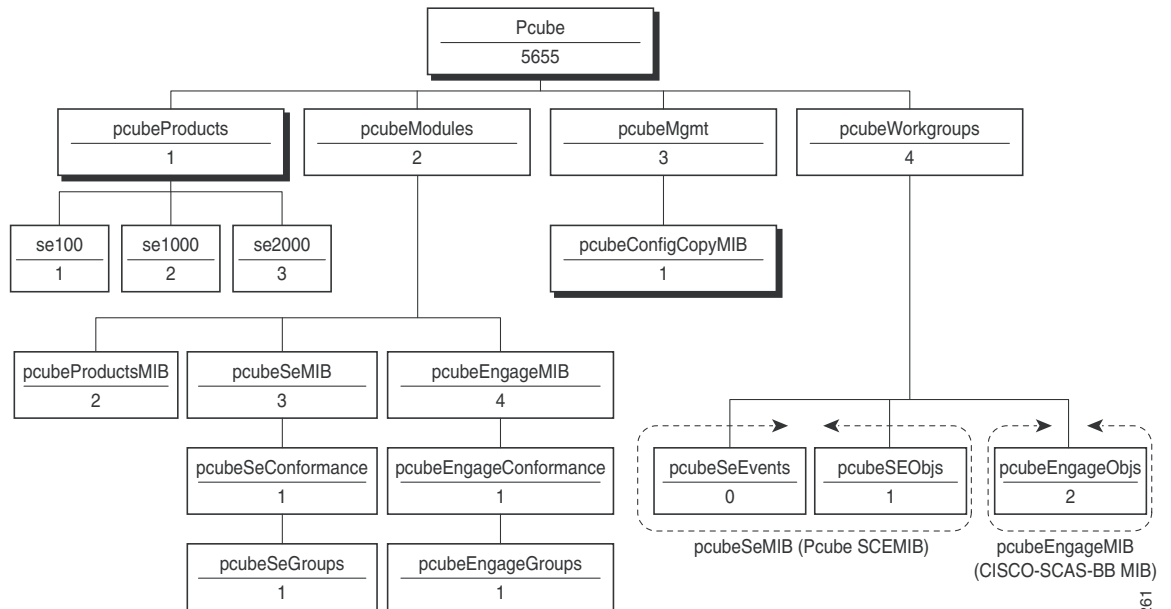 Pcube
5655
pcubeProducts
1
pcubeModules
2
pcubeMgmt
3
pcubeWorkgroups
4
se100
1
se1000
2
se2000
3
pcubeConfigCopyMIB
1
pcubeProductsMIB
2
pcubeSeMIB
3
pcubeEngageMIB
4
pcubeSeConformance
1
pcubeEngageConformance
1
pcubeSeEvents
0
pcubeSEObjs
1
pcubeEngageObjs
2
pcubeSeGroups
1
pcubeEngageGroups
1
pcubeSeMIB (Pcube SCEMIB)
pcubeEngageMIB
(CISCO-SCAS-BB MIB)